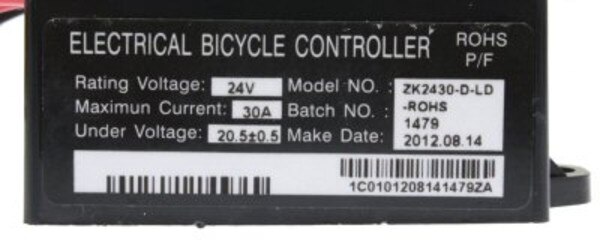 ELECTRICAL BICYCLE CONTROLLER ROHS
P/F
Rating Voltage: 24V Model NO. : ZK2430-D-LD
Maximun Current: 30A Batch NO. : -ROHS
1479
Under Voltage: 20.5±0.5 Make Date: 2012.08.14
1C0101208141479ZA